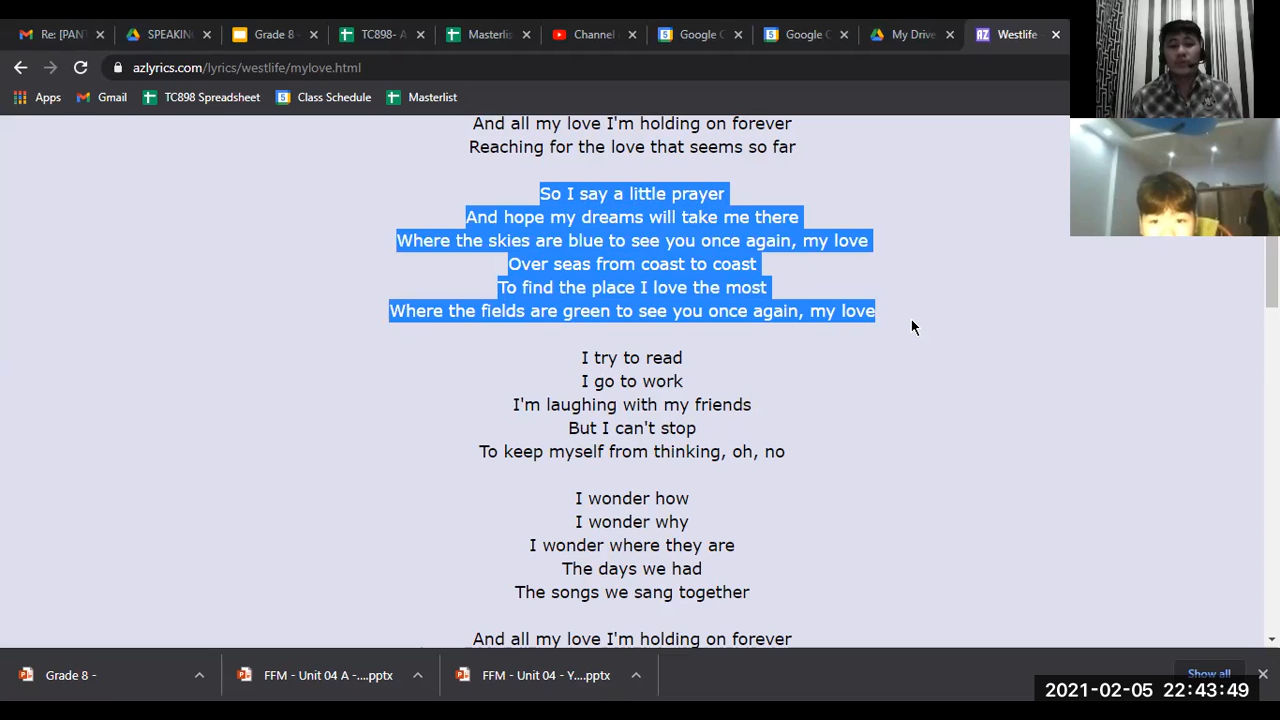 Re: [PANT
SPEAKIN
Grade 8 -
TC898- A
Masterlis
Channel c
Google C
Google C
My Drive
Westlife -
azlyrics.com/lyrics/westlife/mylove.html
Apps
Gmail
TC898 Spreadsheet
Class Schedule
Masterlist
And all my love I'm holding on forever
Reaching for the love that seems so far
So I say a little prayer
And hope my dreams will take me there
Where the skies are blue to see you once again, my love
Over seas from coast to coast
To find the place I love the most
Where the fields are green to see you once again, my love
I try to read
I go to work
I'm laughing with my friends
But I can't stop
To keep myself from thinking, oh, no
I wonder how
I wonder why
I wonder where they are
The days we had
The songs we sang together
And all my love I'm holding on forever
Grade 8 -
FFM - Unit 04 A -....pptx
FFM - Unit 04 - Y....pptx
Show all
2021-02-05 22:43:49